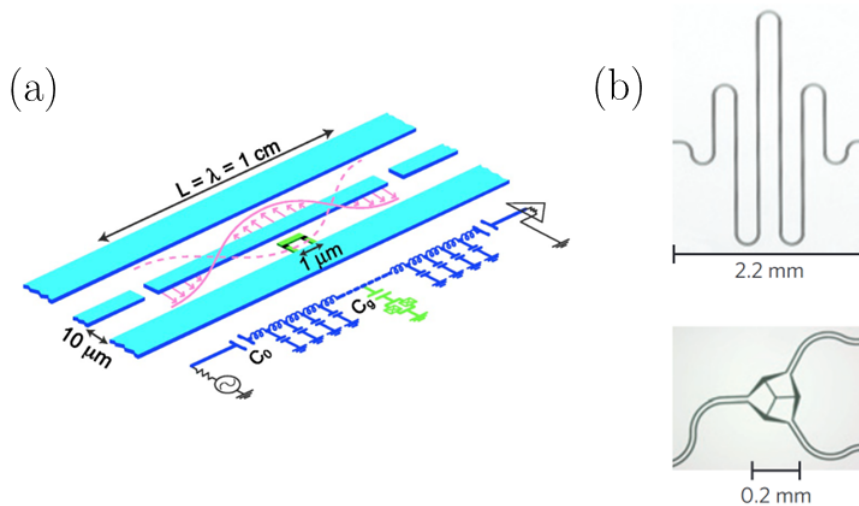 (a)
L = λ = 1 cm
1 μm
10 μm
C₀
C_g
(b)
2.2 mm
0.2 mm